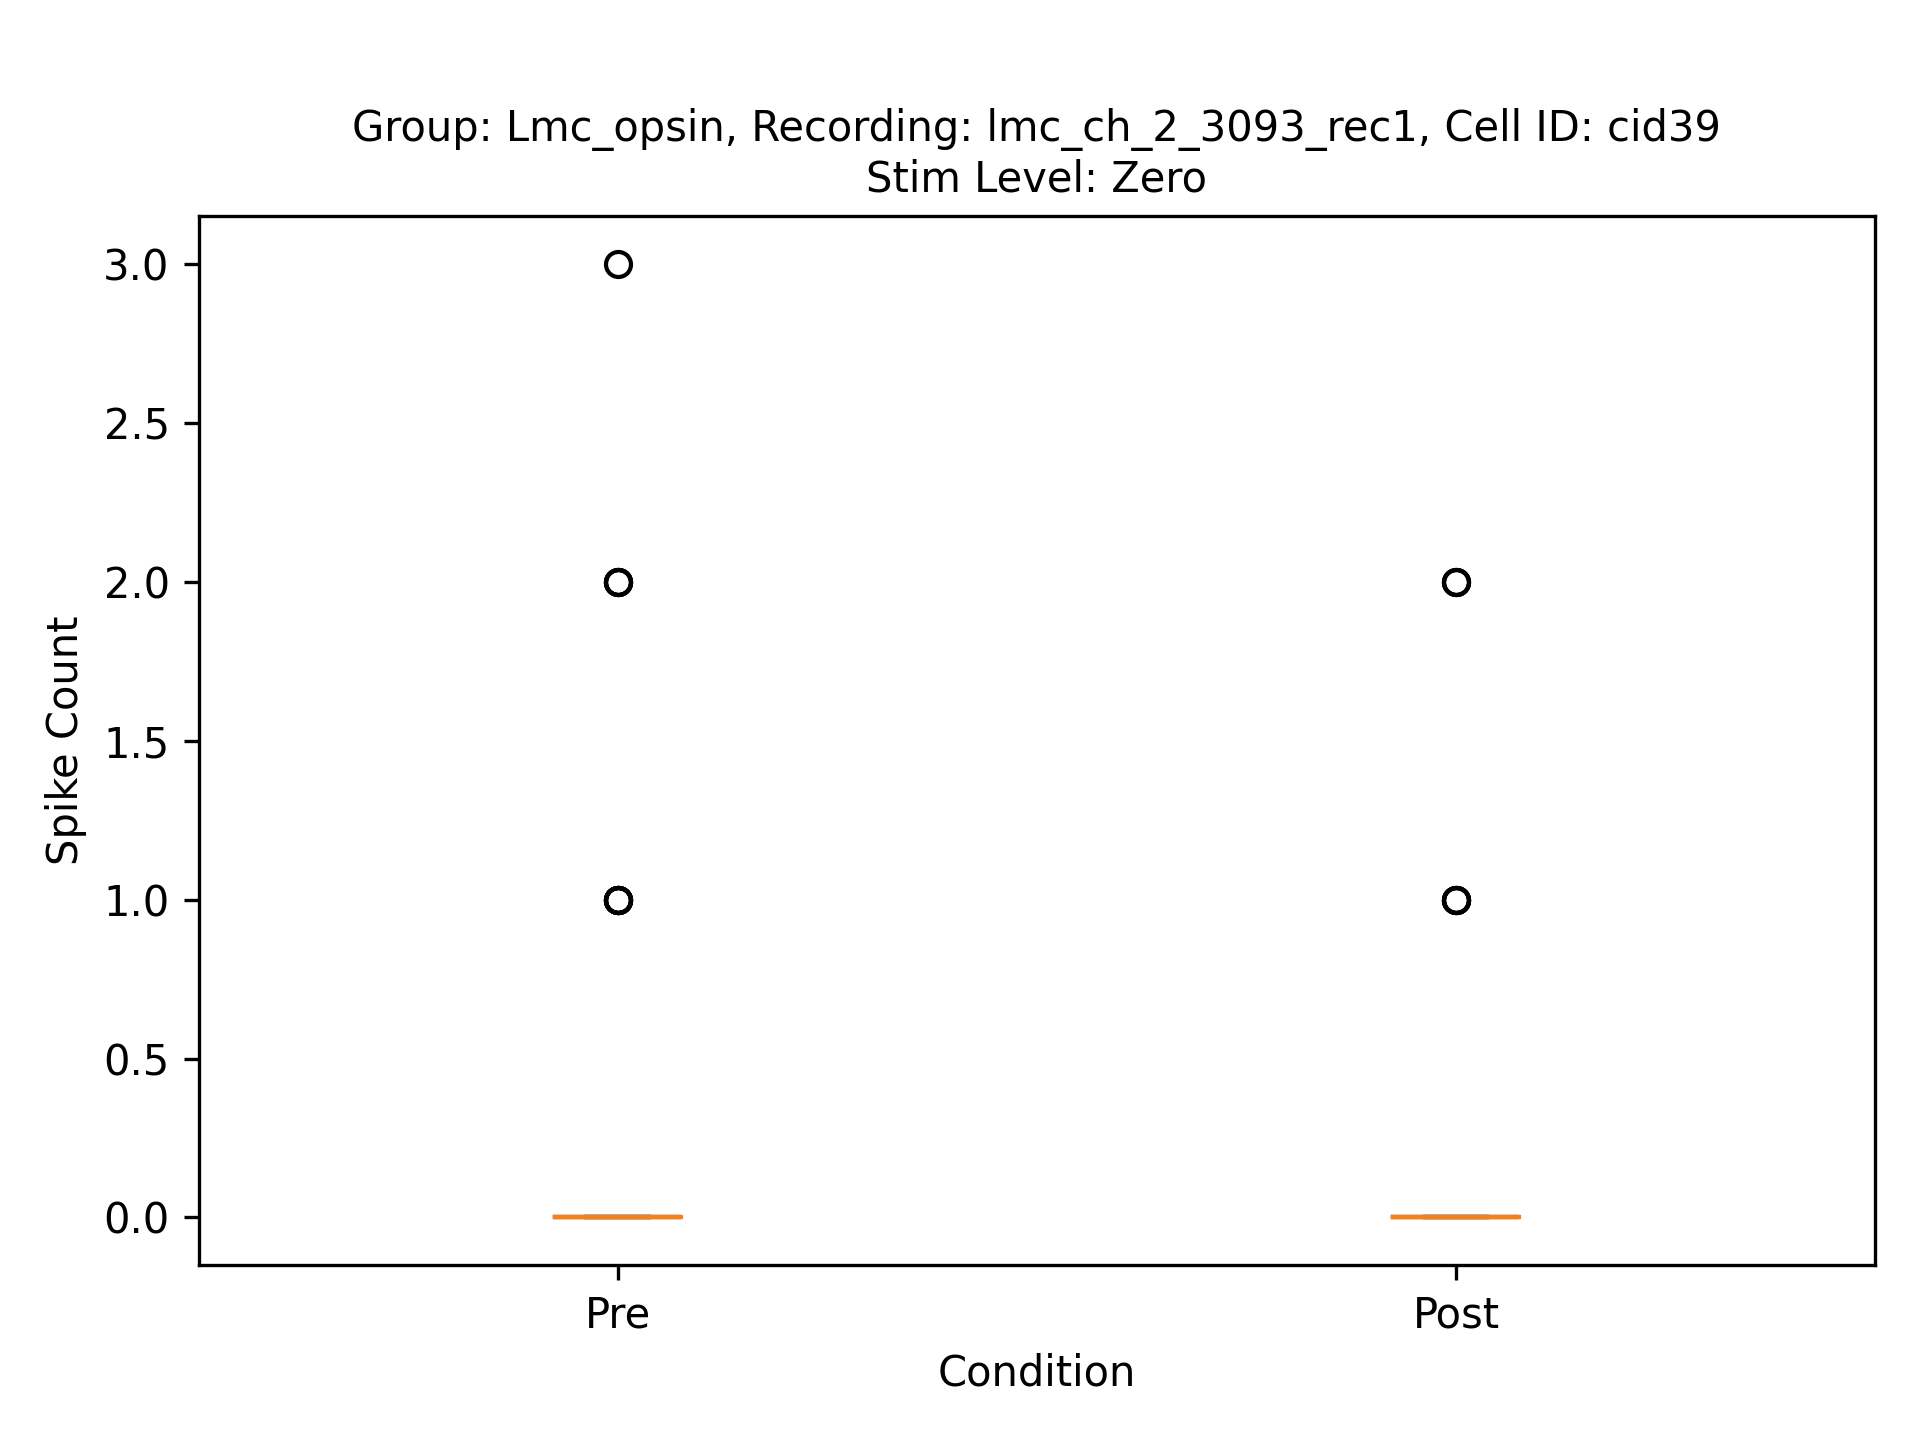 Group: Lmc_opsin, Recording: lmc_ch_2_3093_rec1, Cell ID: cid39
Stim Level: Zero
3.0
2.5
2.0
1.5
1.0
0.5
0.0
Spike Count
Pre
Post
Condition